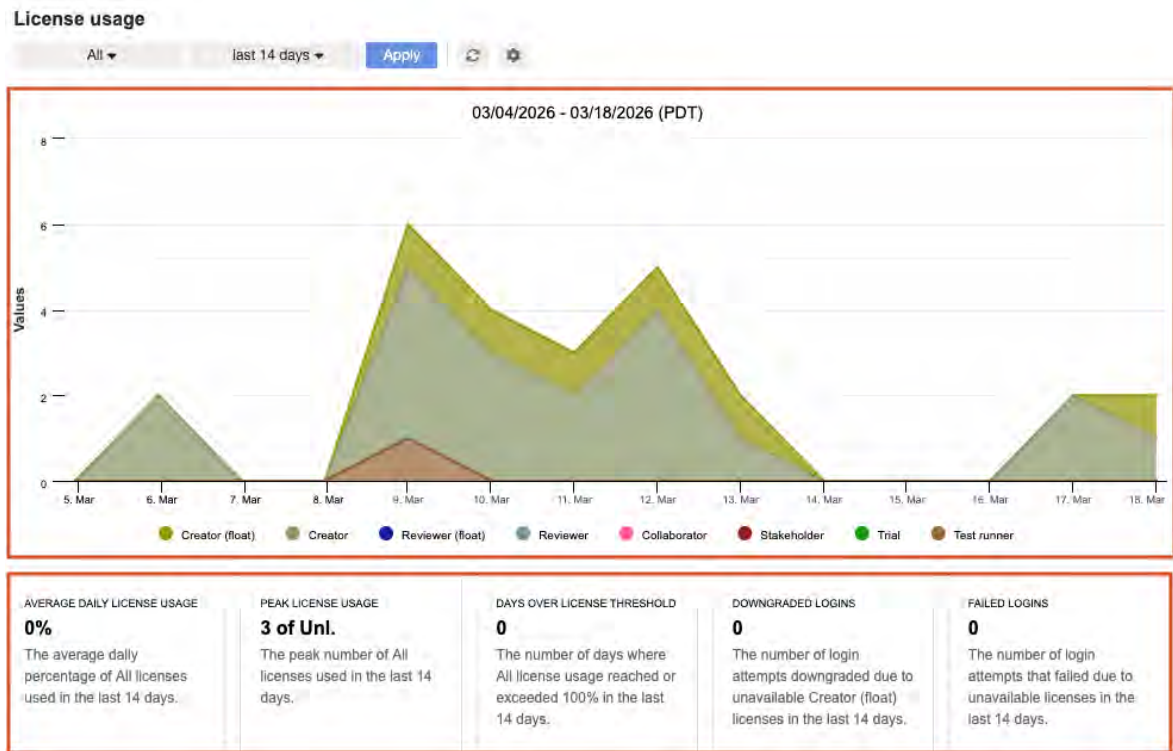 License usage
All
last 14 days
Apply
03/04/2026 - 03/18/2026 (PDT)
8
6
4
2
0
Values
5. Mar
6. Mar
7. Mar
8. Mar
9. Mar
10. Mar
11. Mar
12. Mar
13. Mar
14. Mar
15. Mar
16. Mar
17. Mar
18. Mar
Creator (float)
Creator
Reviewer (float)
Reviewer
Collaborator
Stakeholder
Trial
Test runner
AVERAGE DAILY LICENSE USAGE
0%
The average daily
percentage of All licenses
used in the last 14 days.
PEAK LICENSE USAGE
3 of Unl.
The peak number of All
licenses used in the last 14
days.
DAYS OVER LICENSE THRESHOLD
0
The number of days where
All license usage reached or
exceeded 100% in the last
14 days.
DOWNGRADED LOGINS
0
The number of login
attempts downgraded due to
unavailable Creator (float)
licenses in the last 14 days.
FAILED LOGINS
0
The number of login
attempts that failed due to
unavailable licenses in the
last 14 days.